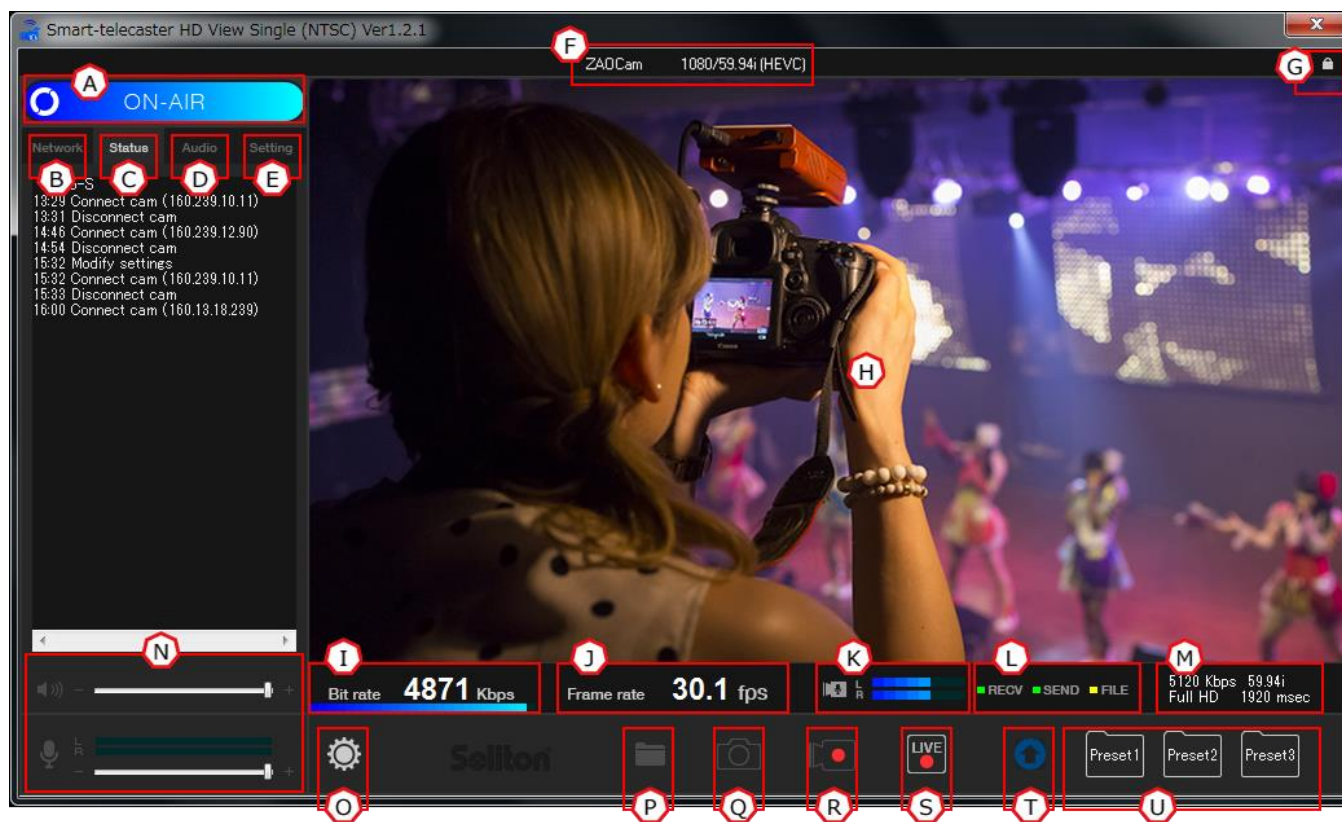 Smart-telecaster HD View Single (NTSC) Ver1.2.1
F
ZAOCam 1080/59.94i (HEVC)
G
A
ON-AIR
Network Status Audio Setting
B C D E
13:29 Connect cam (160.239.10.11)
13:31 Disconnect cam
14:46 Connect cam (160.239.12.90)
14:54 Disconnect cam
15:32 Modify settings
15:32 Connect cam (160.239.10.11)
15:33 Disconnect cam
16:00 Connect cam (160.13.18.239)
H
Canon
N
I J K L M
Bit rate 4871 Kbps
Frame rate 30.1 fps
L
R
RECV SEND FILE
5120 Kbps 59.94i
Full HD 1920 msec
L
R
Soliton
LIVE
Preset1 Preset2 Preset3
O P Q R S T U